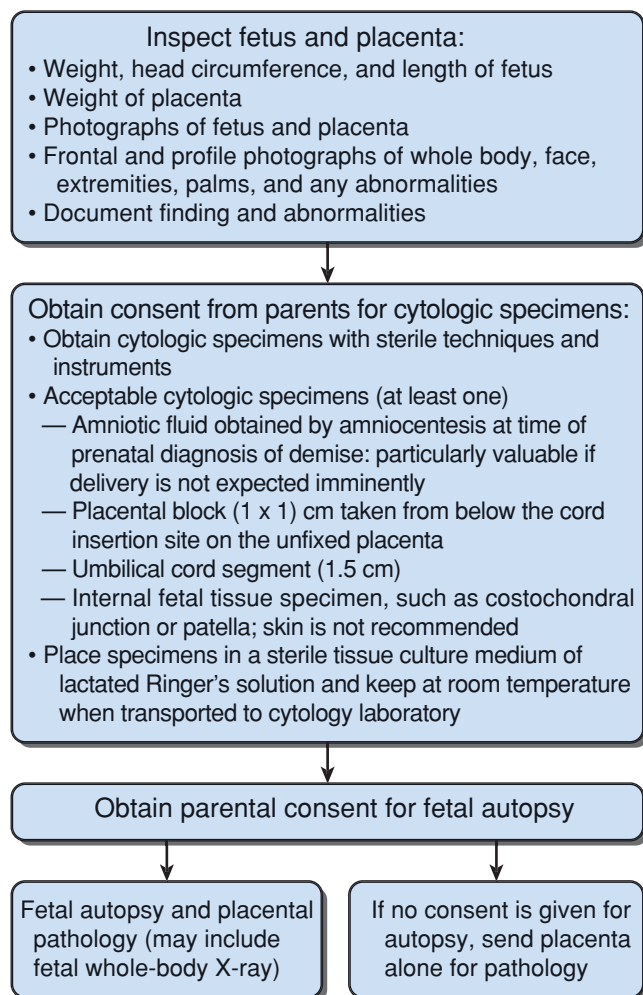 Inspect fetus and placenta:
• Weight, head circumference, and length of fetus
• Weight of placenta
• Photographs of fetus and placenta
• Frontal and profile photographs of whole body, face,
extremities, palms, and any abnormalities
• Document finding and abnormalities
Obtain consent from parents for cytologic specimens:
• Obtain cytologic specimens with sterile techniques and
instruments
• Acceptable cytologic specimens (at least one)
— Amniotic fluid obtained by amniocentesis at time of
prenatal diagnosis of demise: particularly valuable if
delivery is not expected imminently
— Placental block (1 x 1) cm taken from below the cord
insertion site on the unfixed placenta
— Umbilical cord segment (1.5 cm)
— Internal fetal tissue specimen, such as costochondral
junction or patella; skin is not recommended
• Place specimens in a sterile tissue culture medium of
lactated Ringer's solution and keep at room temperature
when transported to cytology laboratory
Obtain parental consent for fetal autopsy
Fetal autopsy and placental
pathology (may include
fetal whole-body X-ray)
If no consent is given for
autopsy, send placenta
alone for pathology